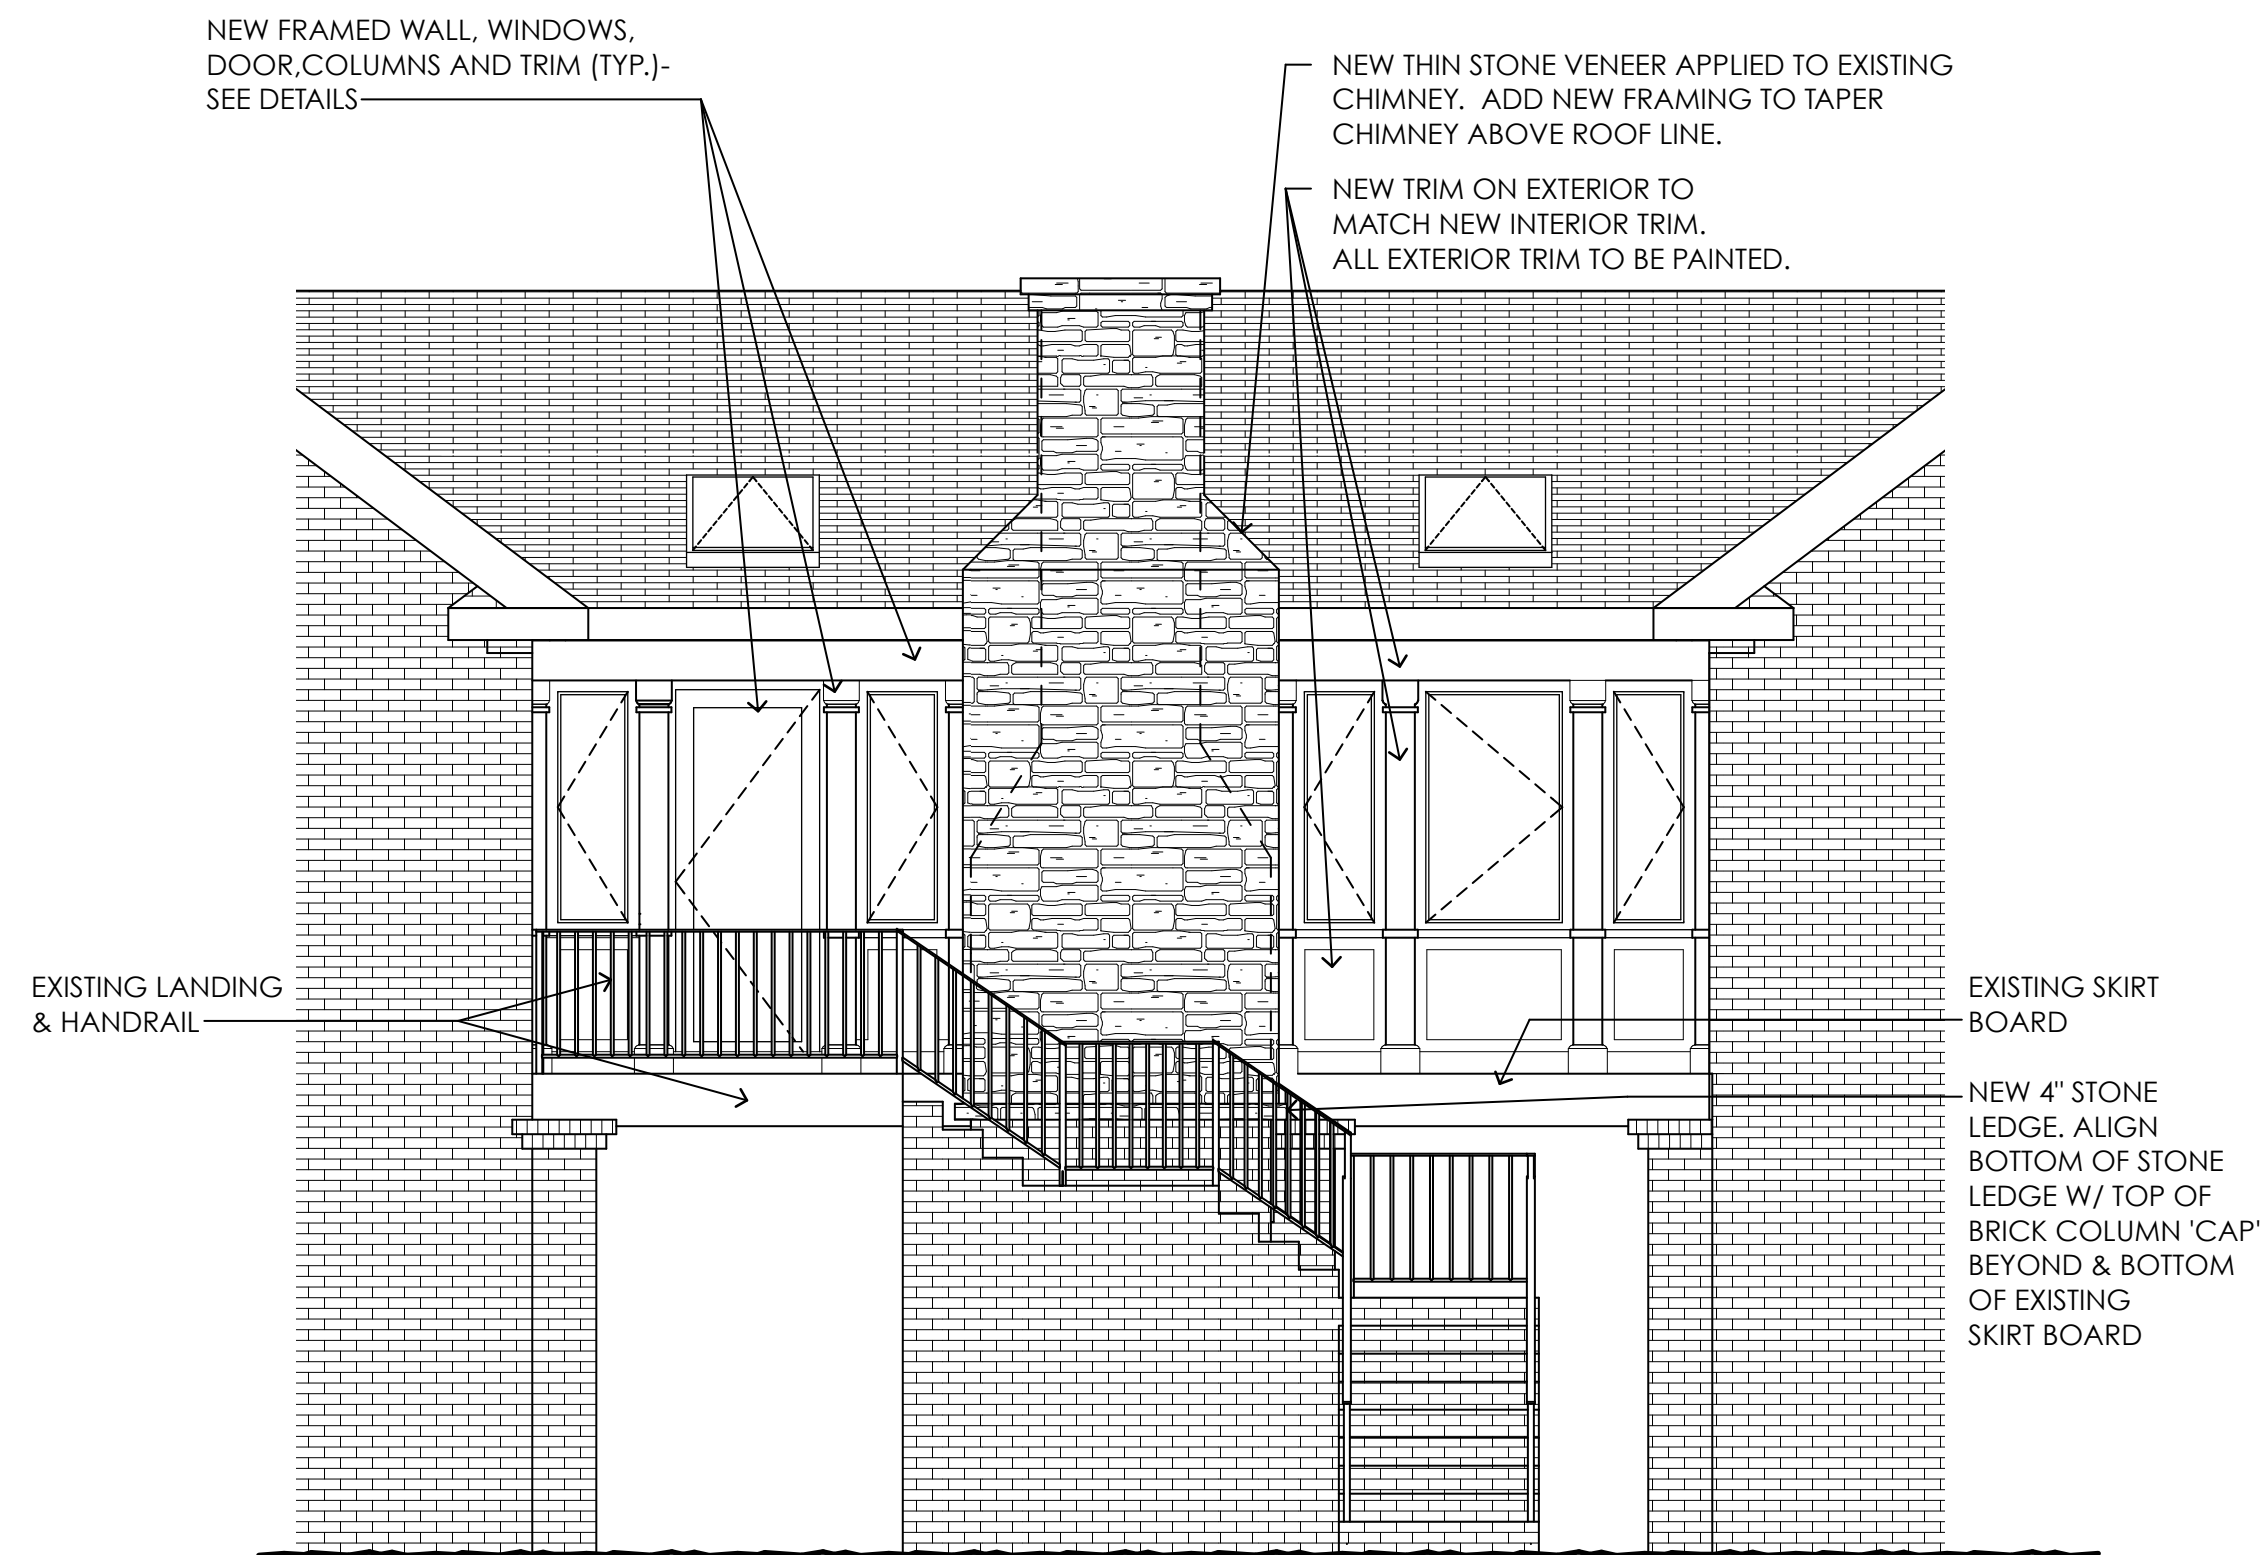 NEW FRAMED WALL, WINDOWS,
DOOR,COLUMNS AND TRIM (TYP.)-
SEE DETAILS
NEW THIN STONE VENEER APPLIED TO EXISTING
CHIMNEY. ADD NEW FRAMING TO TAPER
CHIMNEY ABOVE ROOF LINE.
NEW TRIM ON EXTERIOR TO
MATCH NEW INTERIOR TRIM.
ALL EXTERIOR TRIM TO BE PAINTED.
EXISTING LANDING
& HANDRAIL
EXISTING SKIRT
BOARD
NEW 4" STONE
LEDGE. ALIGN
BOTTOM OF STONE
LEDGE W/ TOP OF
BRICK COLUMN 'CAP'
BEYOND & BOTTOM
OF EXISTING
SKIRT BOARD